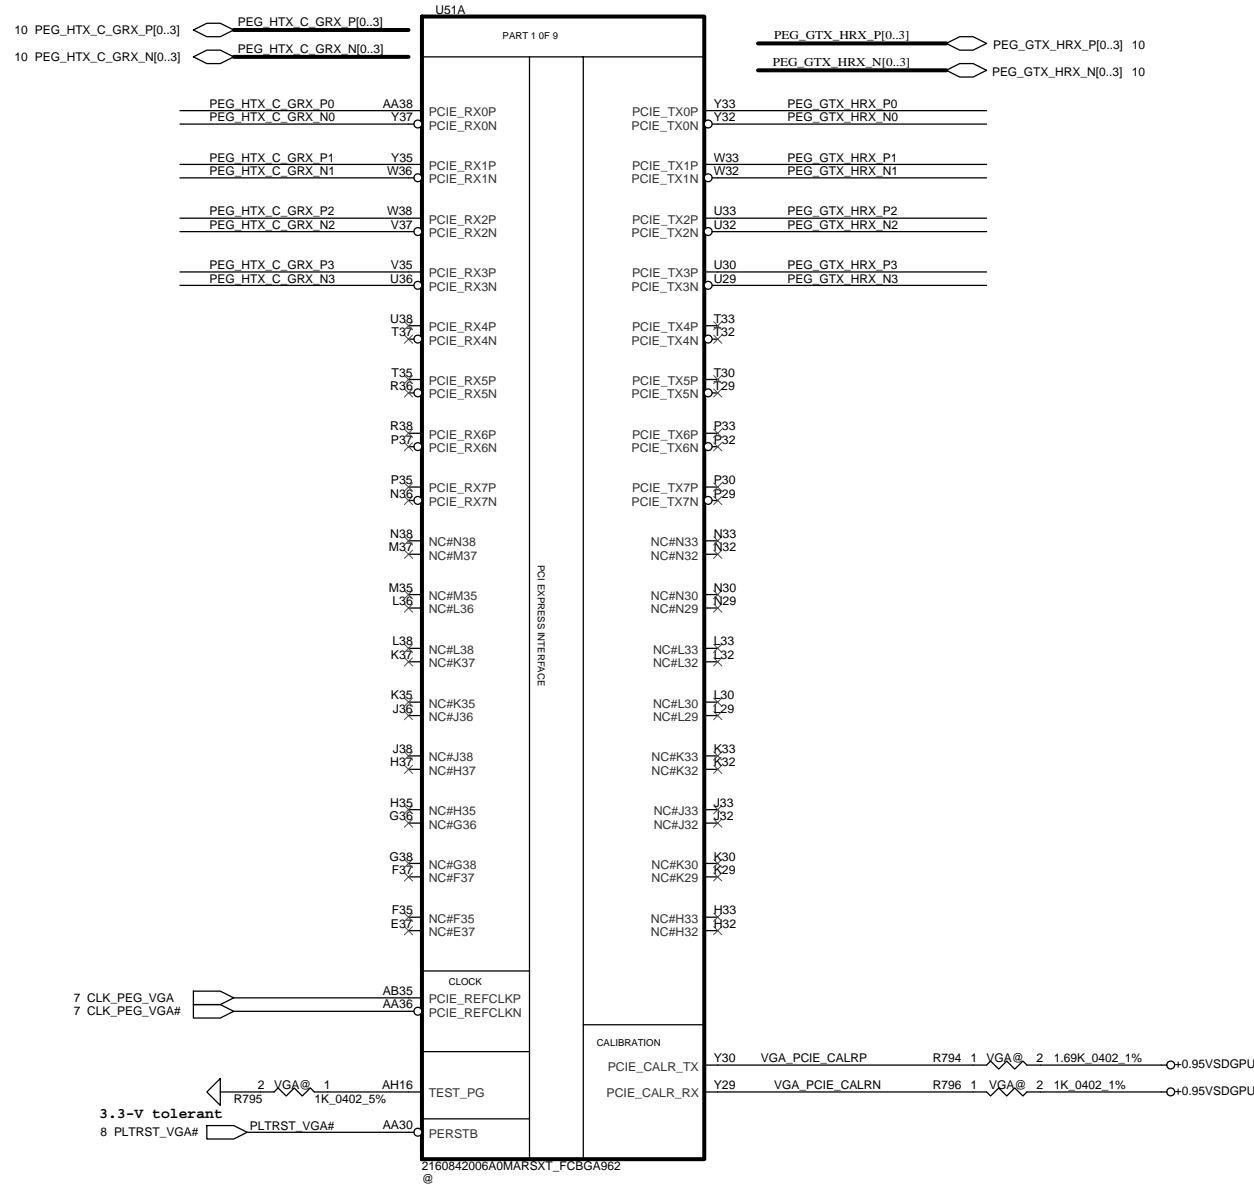 U51A
10 PEG_HTX_C_GRX_P[0..3] PEG_HTX_C_GRX_P[0..3]
10 PEG_HTX_C_GRX_N[0..3] PEG_HTX_C_GRX_N[0..3]
PART 1 0F 9
PEG_GTX_HRX_P[0..3] PEG_GTX_HRX_P[0..3] 10
PEG_GTX_HRX_N[0..3] PEG_GTX_HRX_N[0..3] 10
PEG_HTX_C_GRX_P0 AA38 PCIE_RX0P PCIE_TX0P Y33 PEG_GTX_HRX_P0
PEG_HTX_C_GRX_N0 Y37 PCIE_RX0N PCIE_TX0N Y32 PEG_GTX_HRX_N0
PEG_HTX_C_GRX_P1 Y35 PCIE_RX1P PCIE_TX1P W33 PEG_GTX_HRX_P1
PEG_HTX_C_GRX_N1 W36 PCIE_RX1N PCIE_TX1N W32 PEG_GTX_HRX_N1
PEG_HTX_C_GRX_P2 W38 PCIE_RX2P PCIE_TX2P U33 PEG_GTX_HRX_P2
PEG_HTX_C_GRX_N2 V37 PCIE_RX2N PCIE_TX2N U32 PEG_GTX_HRX_N2
PEG_HTX_C_GRX_P3 V35 PCIE_RX3P PCIE_TX3P U30 PEG_GTX_HRX_P3
PEG_HTX_C_GRX_N3 U36 PCIE_RX3N PCIE_TX3N U29 PEG_GTX_HRX_N3
U38 PCIE_RX4P PCIE_TX4P T33
T37 PCIE_RX4N PCIE_TX4N T32
T35 PCIE_RX5P PCIE_TX5P T30
R36 PCIE_RX5N PCIE_TX5N T29
R38 PCIE_RX6P PCIE_TX6P P33
P37 PCIE_RX6N PCIE_TX6N P32
P35 PCIE_RX7P PCIE_TX7P P30
N36 PCIE_RX7N PCIE_TX7N P29
N38 NC#N38 NC#N33 N33
M37 NC#M37 NC#N32 N32
M35 NC#M35 NC#N30 N30
L36 NC#L36 NC#N29 N29
PCI EXPRESS INTERFACE
L38 NC#L38 NC#L33 L33
K37 NC#K37 NC#L32 L32
K35 NC#K35 NC#L30 L30
J36 NC#J36 NC#L29 L29
J38 NC#J38 NC#K33 K33
H37 NC#H37 NC#K32 K32
H35 NC#H35 NC#J33 J33
G36 NC#G36 NC#J32 J32
G38 NC#G38 NC#K30 K30
F37 NC#F37 NC#K29 K29
F35 NC#F35 NC#H33 H33
E37 NC#E37 NC#H32 H32
CLOCK
7 CLK_PEG_VGA AB35 PCIE_REFCLKP
7 CLK_PEG_VGA# AA36 PCIE_REFCLKN
CALIBRATION
PCIE_CALR_TX Y30 VGA_PCIE_CALRP R794 1 VGA@ 2 1.69K_0402_1% +0.95VSDGPU
PCIE_CALR_RX Y29 VGA_PCIE_CALRN R796 1 VGA@ 2 1K_0402_1% +0.95VSDGPU
2 VGA@ 1 AH16 TEST_PG
R795 1K_0402_5%
3.3-V tolerant
8 PLTRST_VGA# PLTRST_VGA# AA30 PERSTB
2160842006A0MARSXT_FCBGA962
@